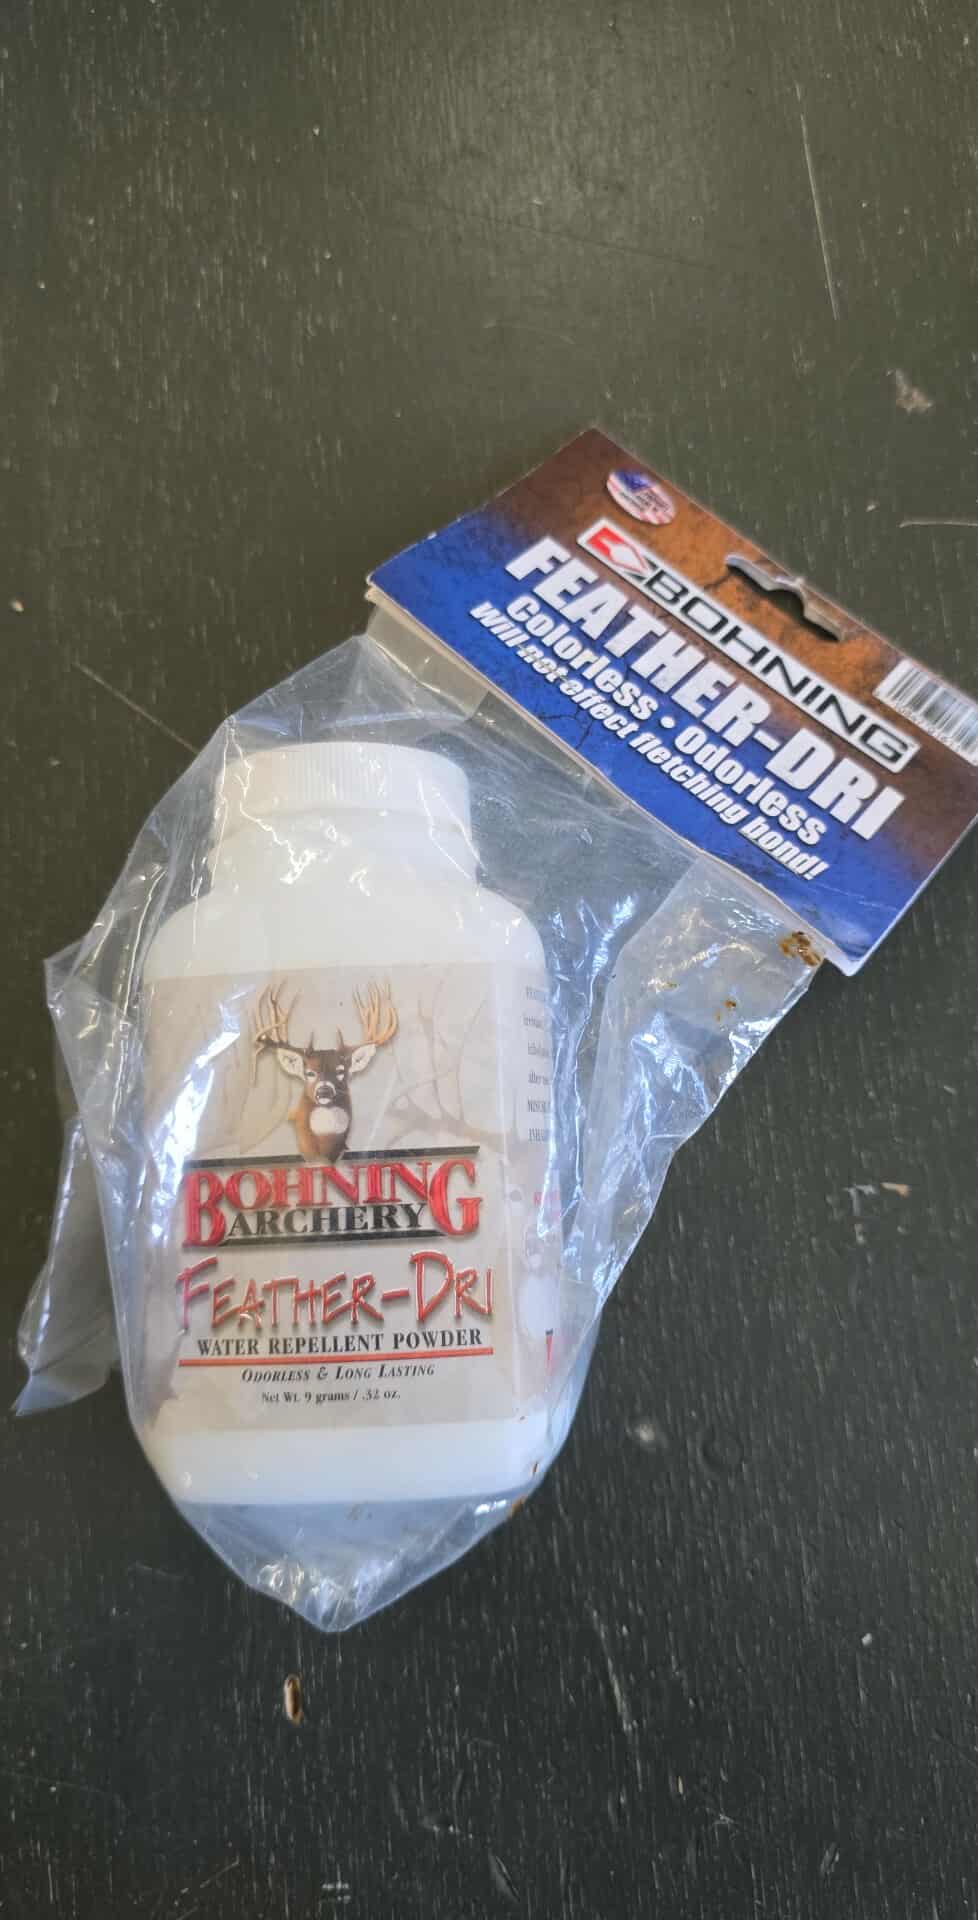 BOHNING
FEATHER-DRI
Colorless • Odorless
will not effect fletching bond!
BOHNING
ARCHERY
FEATHER-DRI
WATER REPELLENT POWDER
ODORLESS & LONG LASTING
Net Wt. 9 grams / .32 oz.